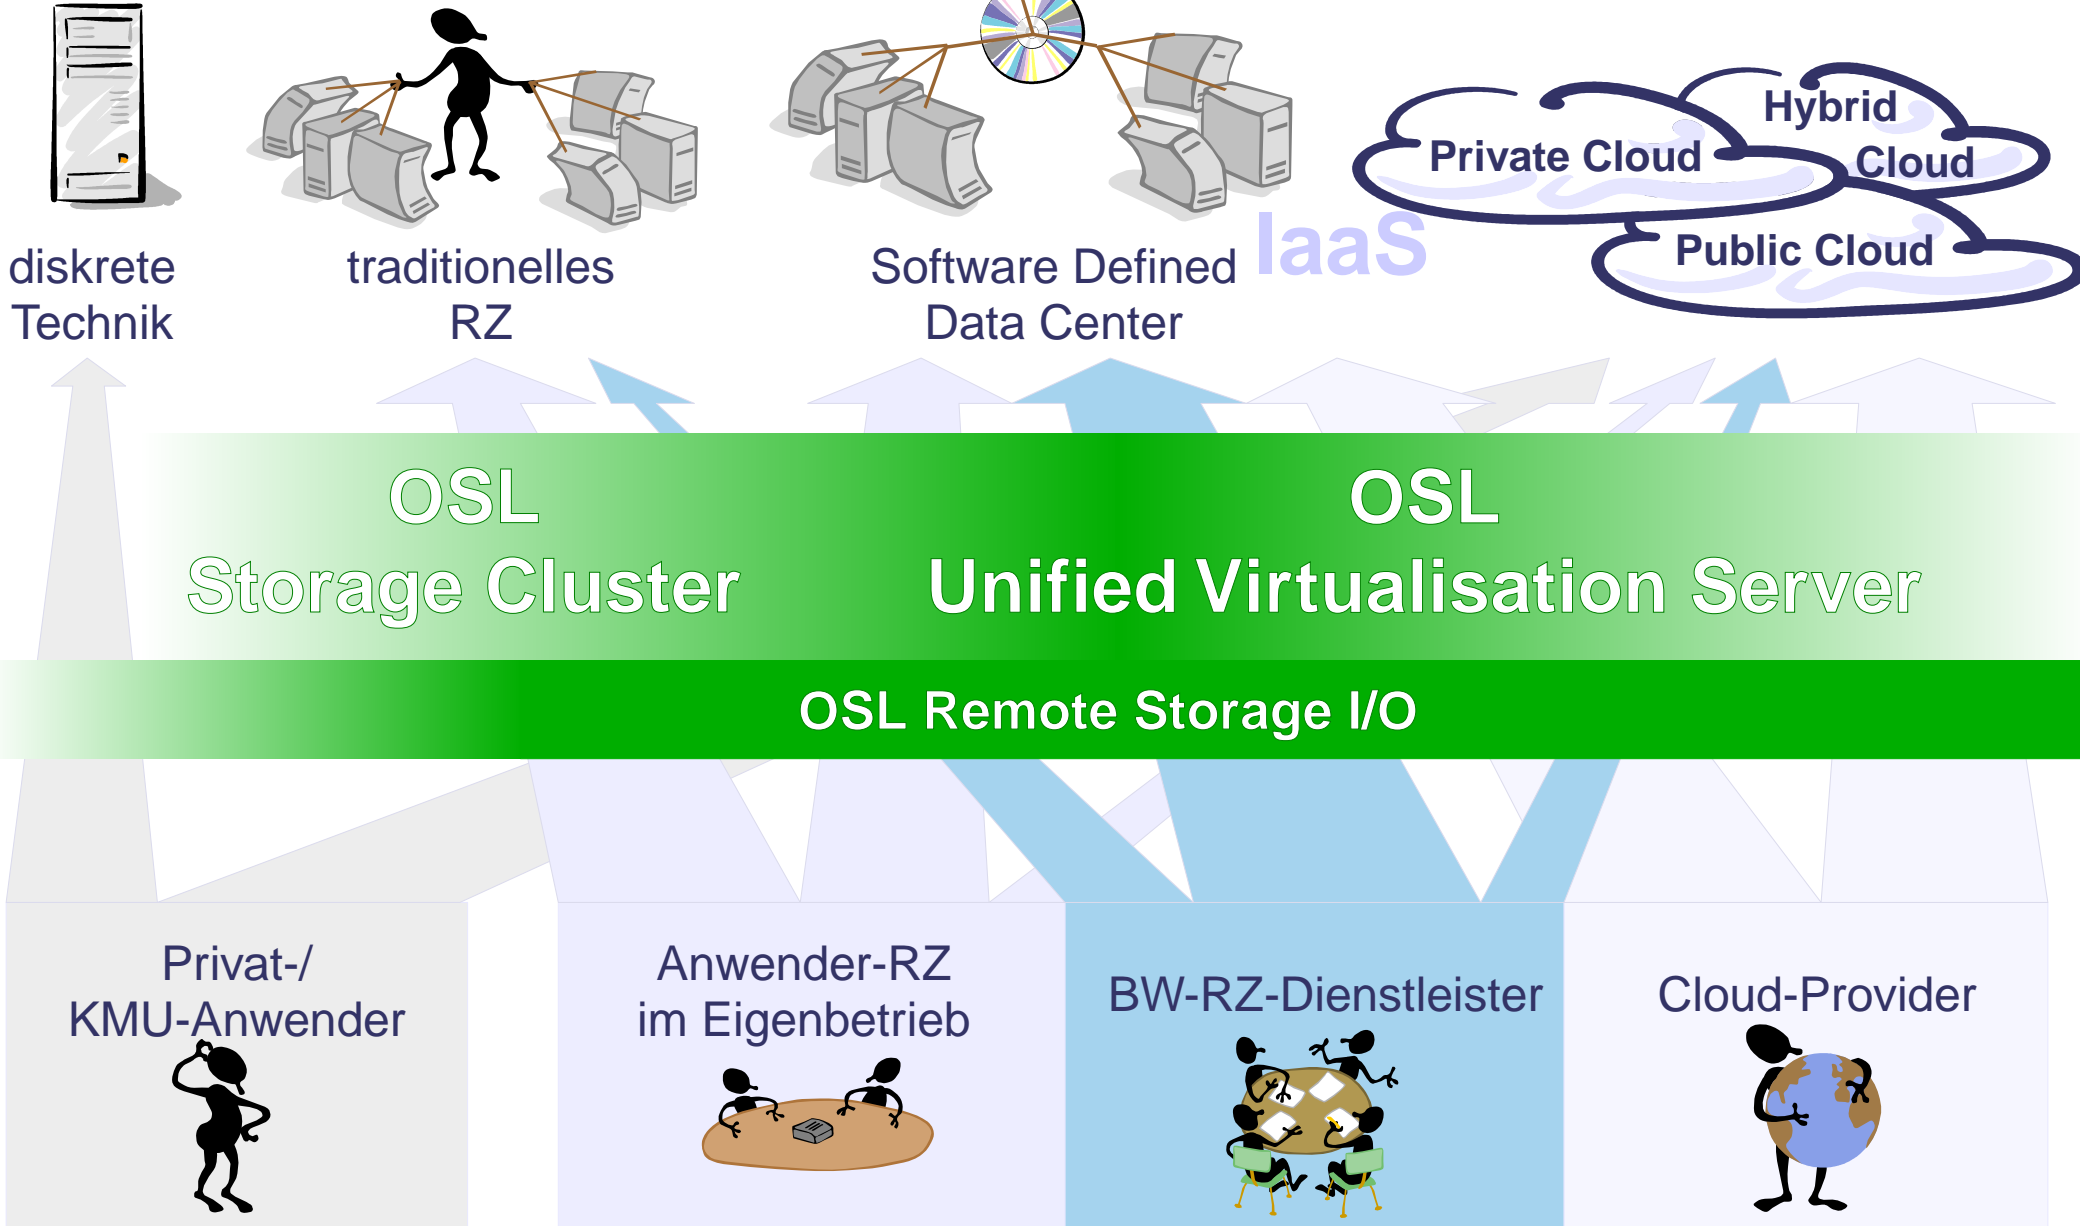 Hybrid
Private Cloud
Cloud
IaaS
Public Cloud
diskrete
Technik
traditionelles
RZ
Software Defined
Data Center
OSL
Storage Cluster
OSL
Unified Virtualisation Server
OSL Remote Storage I/O
Privat-/
KMU-Anwender
Anwender-RZ
im Eigenbetrieb
BW-RZ-Dienstleister
Cloud-Provider